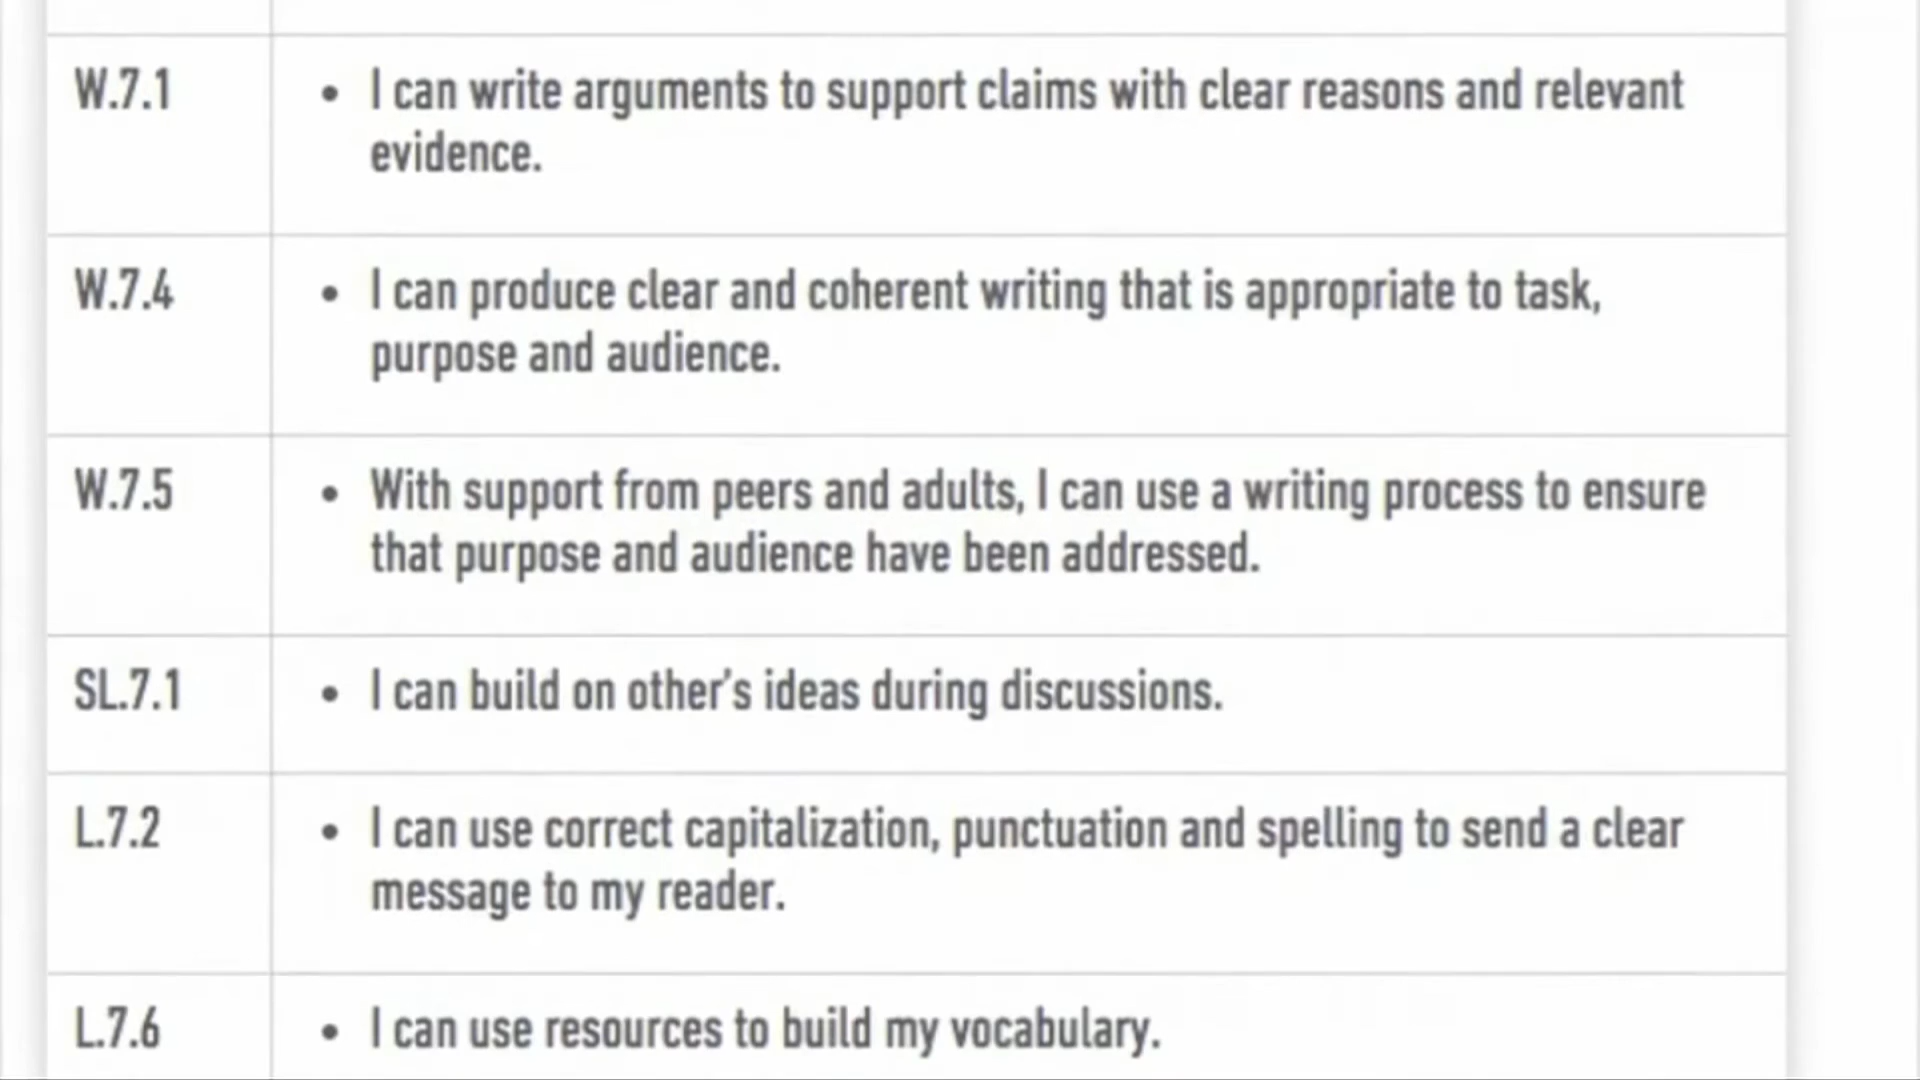 W.7.1
• I can write arguments to support claims with clear reasons and relevant
evidence.
W.7.4
• I can produce clear and coherent writing that is appropriate to task,
purpose and audience.
W.7.5
• With support from peers and adults, I can use a writing process to ensure
that purpose and audience have been addressed.
SL.7.1
• I can build on other’s ideas during discussions.
L.7.2
• I can use correct capitalization, punctuation and spelling to send a clear
message to my reader.
L.7.6
• I can use resources to build my vocabulary.